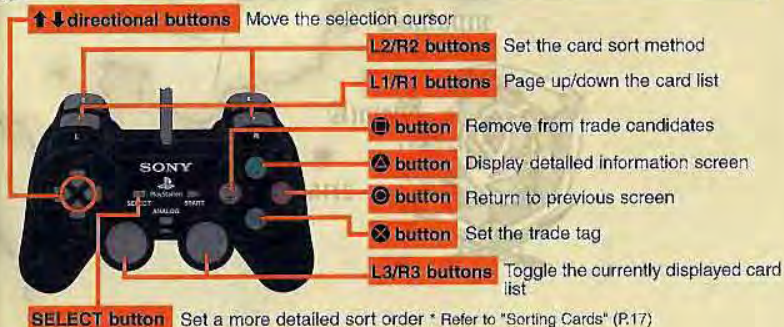 ⬆⬇directional buttons Move the selection cursor
L2/R2 buttons Set the card sort method
L1/R1 buttons Page up/down the card list
□ button Remove from trade candidates
△ button Display detailed information screen
○ button Return to previous screen
✕ button Set the trade tag
L3/R3 buttons Toggle the currently displayed card
list
L
R
SONY
PlayStation
SELECT
START
ANALOG
SELECT button Set a more detailed sort order * Refer to "Sorting Cards" (P.17)